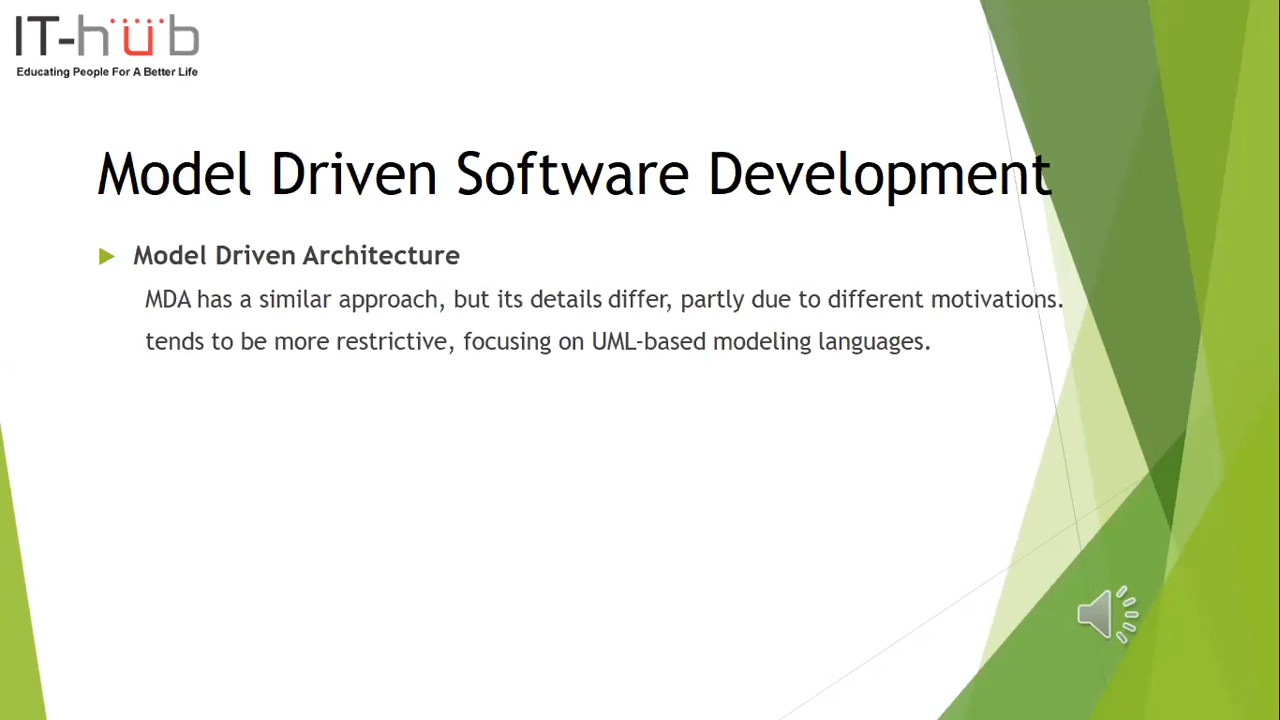 IT-hub
Educating People For A Better Life
Model Driven Software Development
Model Driven Architecture
MDA has a similar approach, but its details differ, partly due to different motivations.
tends to be more restrictive, focusing on UML-based modeling languages.